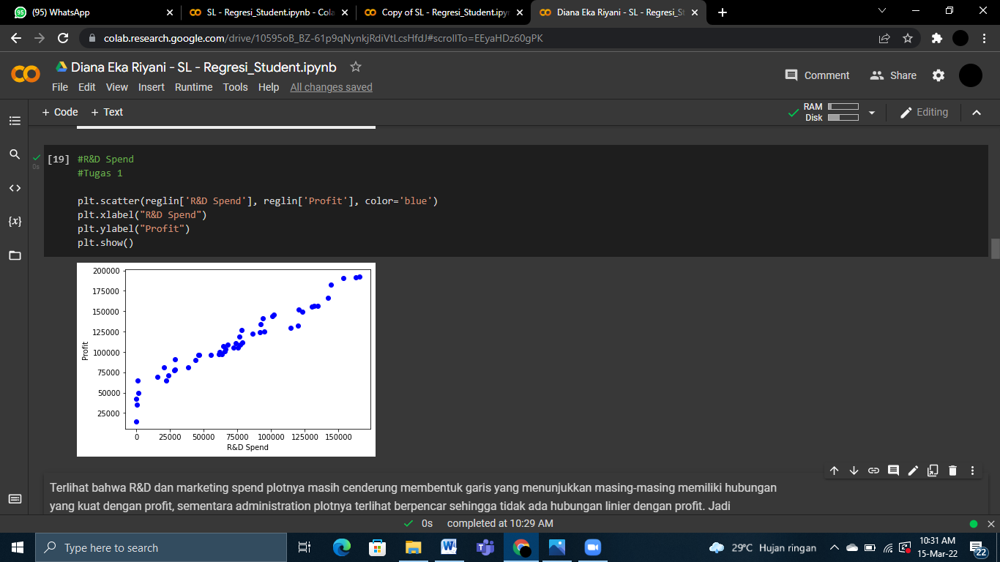 95
(95) WhatsApp
SL - Regresi_Student.ipynb - Cola
Copy of SL - Regresi_Student.ipyn
Diana Eka Riyani - SL - Regresi_St
colab.research.google.com/drive/10595oB_BZ-61p9qNynkjRdiVtLcsHfdJ#scrollTo=EEyaHDz60gPK
Diana Eka Riyani - SL - Regresi_Student.ipynb
Comment
Share
File Edit View Insert Runtime Tools Help All changes saved
+ Code + Text
RAM
Disk
Editing
[19] #R&D Spend
0s
#Tugas 1
plt.scatter(reglin['R&D Spend'], reglin['Profit'], color='blue')
plt.xlabel("R&D Spend")
plt.ylabel("Profit")
plt.show()
{x}
200000
175000
150000
125000
100000
75000
50000
25000
Profit
0 25000 50000 75000 100000 125000 150000
R&D Spend
Terlihat bahwa R&D dan marketing spend plotnya masih cenderung membentuk garis yang menunjukkan masing-masing memiliki hubungan
yang kuat dengan profit, sementara administration plotnya terlihat berpencar sehingga tidak ada hubungan linier dengan profit. Jadi
0s completed at 10:29 AM
Type here to search
29°C Hujan ringan
10:31 AM
15-Mar-22
22